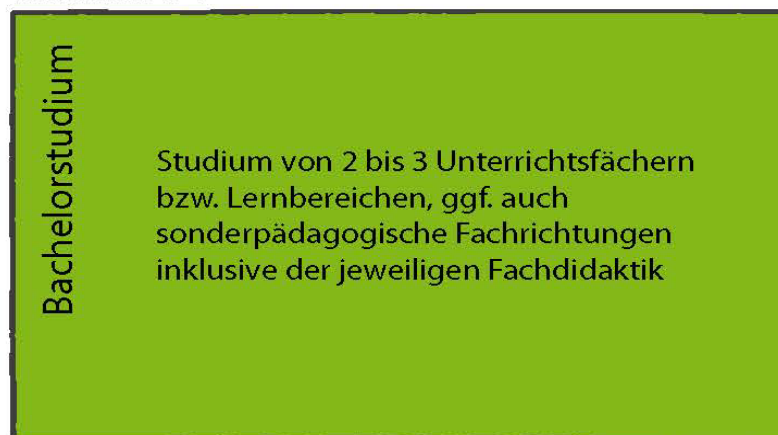 Bachelorstudium
Studium von 2 bis 3 Unterrichtsfächern
bzw. Lernbereichen, ggf. auch
sonderpädagogische Fachrichtungen
inklusive der jeweiligen Fachdidaktik